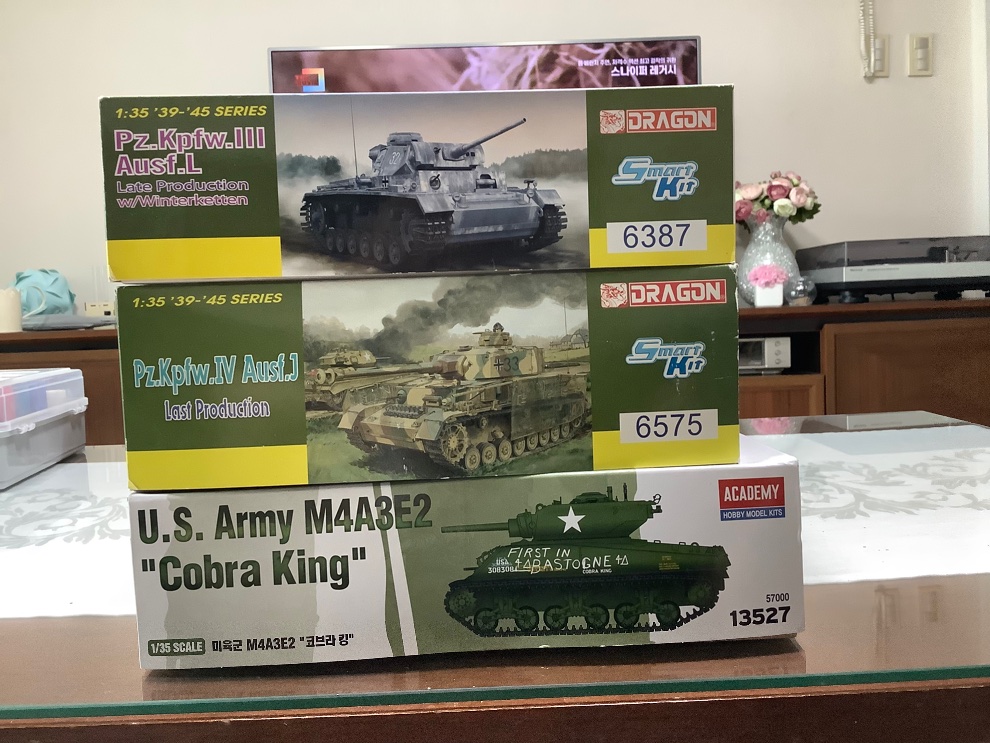 스나이퍼 레거시
1:35 '39-'45 SERIES
Pz.Kpfw.III
Ausf.L
Late Production
w/Winterketten
DRAGON
Smart
Kit
6387
1:35 '39-'45 SERIES
Pz.Kpfw.IV Ausf.J
Last Production
33
DRAGON
Smart
Kit
6575
U.S. Army M4A3E2
"Cobra King"
1/35 SCALE 미육군 M4A3E2 "코브라 킹"
FIRST IN
BASTOGNE
USA
3083084
COBRA KING
ACADEMY
HOBBY MODEL KITS
57000
13527